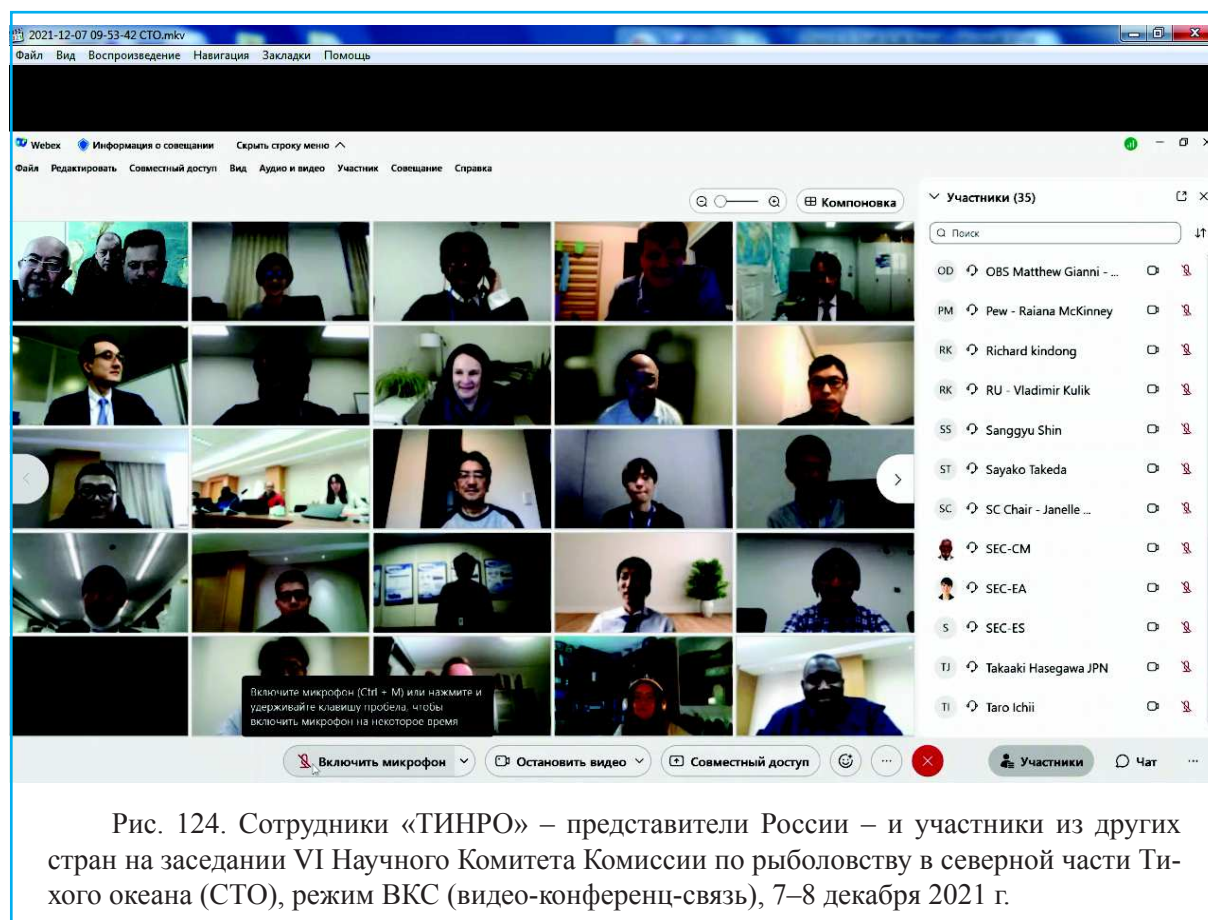 2021-12-07 09-53-42 СТО.mkv
Файл Вид Воспроизведение Навигация Закладки Помощь
Webex Информация о совещании Скрыть строку меню
Файл Редактировать Совместный доступ Вид Аудио и видео Участник Совещание Справка
Компоновка
Участники (35)
Поиск
OD OBS Matthew Gianni - ...
PM Pew - Raiana McKinney
RK Richard kindong
RK RU - Vladimir Kulik
SS Sanggyu Shin
ST Sayako Takeda
SC SC Chair - Janelle ...
SEC-CM
SEC-EA
S SEC-ES
TJ Takaaki Hasegawa JPN
TI Taro Ichii
Включите микрофон (Ctrl + M) или нажмите и
удерживайте клавишу пробела, чтобы
включить микрофон на некоторое время
Включить микрофон Остановить видео Совместный доступ ... Участники Чат ...
Рис. 124. Сотрудники «ТИНРО» – представители России – и участники из других
стран на заседании VI Научного Комитета Комиссии по рыболовству в северной части Ти-
хого океана (СТО), режим ВКС (видео-конференц-связь), 7–8 декабря 2021 г.